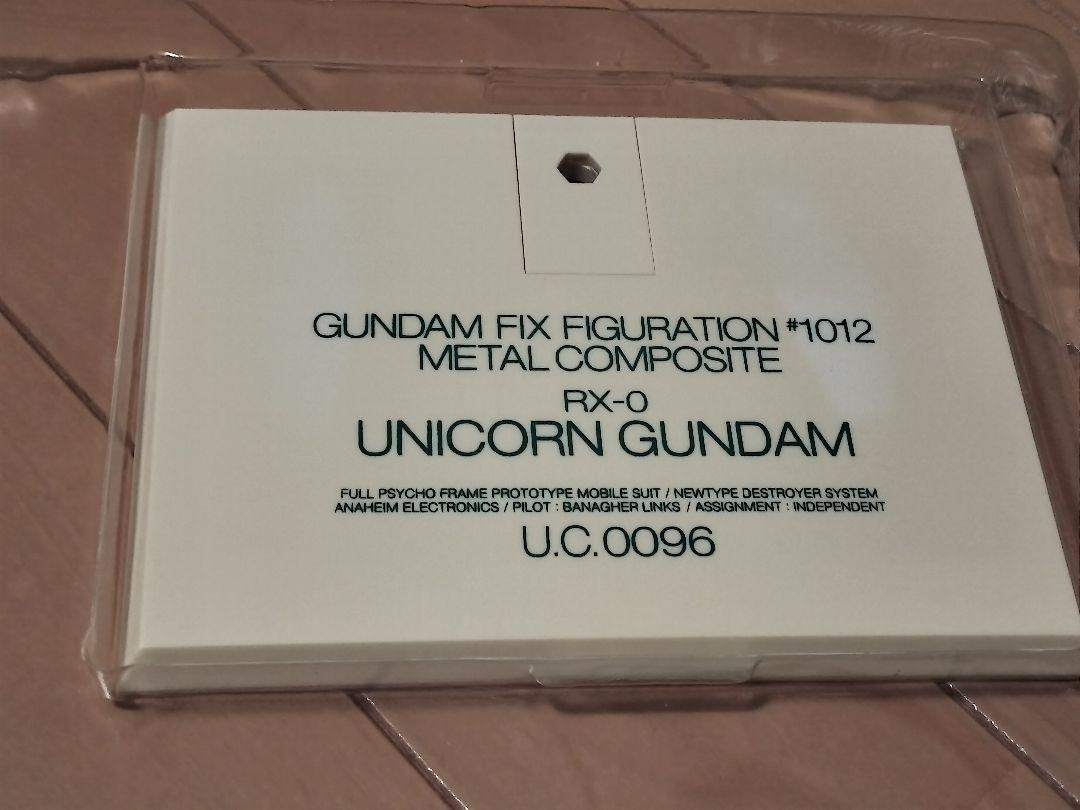 GUNDAM FIX FIGURATION #1012
METAL COMPOSITE
RX-0
UNICORN GUNDAM
FULL PSYCHO FRAME PROTOTYPE MOBILE SUIT / NEWTYPE DESTROYER SYSTEM
ANAHEIM ELECTRONICS / PILOT : BANAGHER LINKS / ASSIGNMENT : INDEPENDENT
U.C.0096